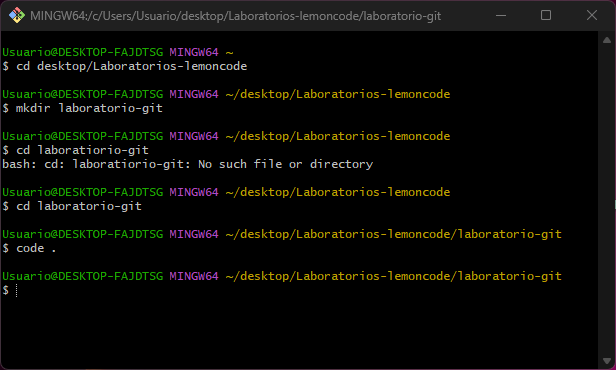 MINGW64:/c/Users/Usuario/desktop/Laboratorios-lemoncode/laboratorio-git
Usuario@DESKTOP-FAJDTSG MINGW64 ~
$ cd desktop/Laboratorios-lemoncode
Usuario@DESKTOP-FAJDTSG MINGW64 ~/desktop/Laboratorios-lemoncode
$ mkdir laboratorio-git
Usuario@DESKTOP-FAJDTSG MINGW64 ~/desktop/Laboratorios-lemoncode
$ cd laboratiorio-git
bash: cd: laboratiorio-git: No such file or directory
Usuario@DESKTOP-FAJDTSG MINGW64 ~/desktop/Laboratorios-lemoncode
$ cd laboratorio-git
Usuario@DESKTOP-FAJDTSG MINGW64 ~/desktop/Laboratorios-lemoncode/laboratorio-git
$ code .
Usuario@DESKTOP-FAJDTSG MINGW64 ~/desktop/Laboratorios-lemoncode/laboratorio-git
$